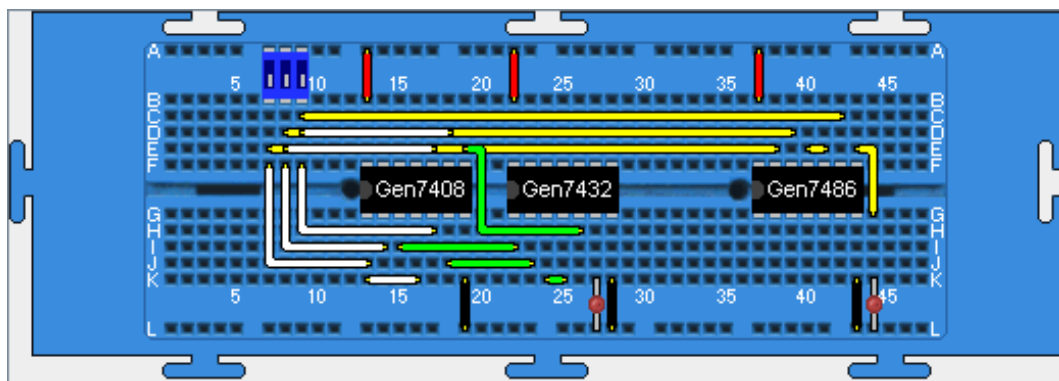 A A
5 10 15 20 25 30 35 40 45
B B
C C
D D
E E
F F
Gen7408 Gen7432 Gen7486
G G
H H
I I
J J
K K
5 10 15 20 25 30 35 40 45
L L